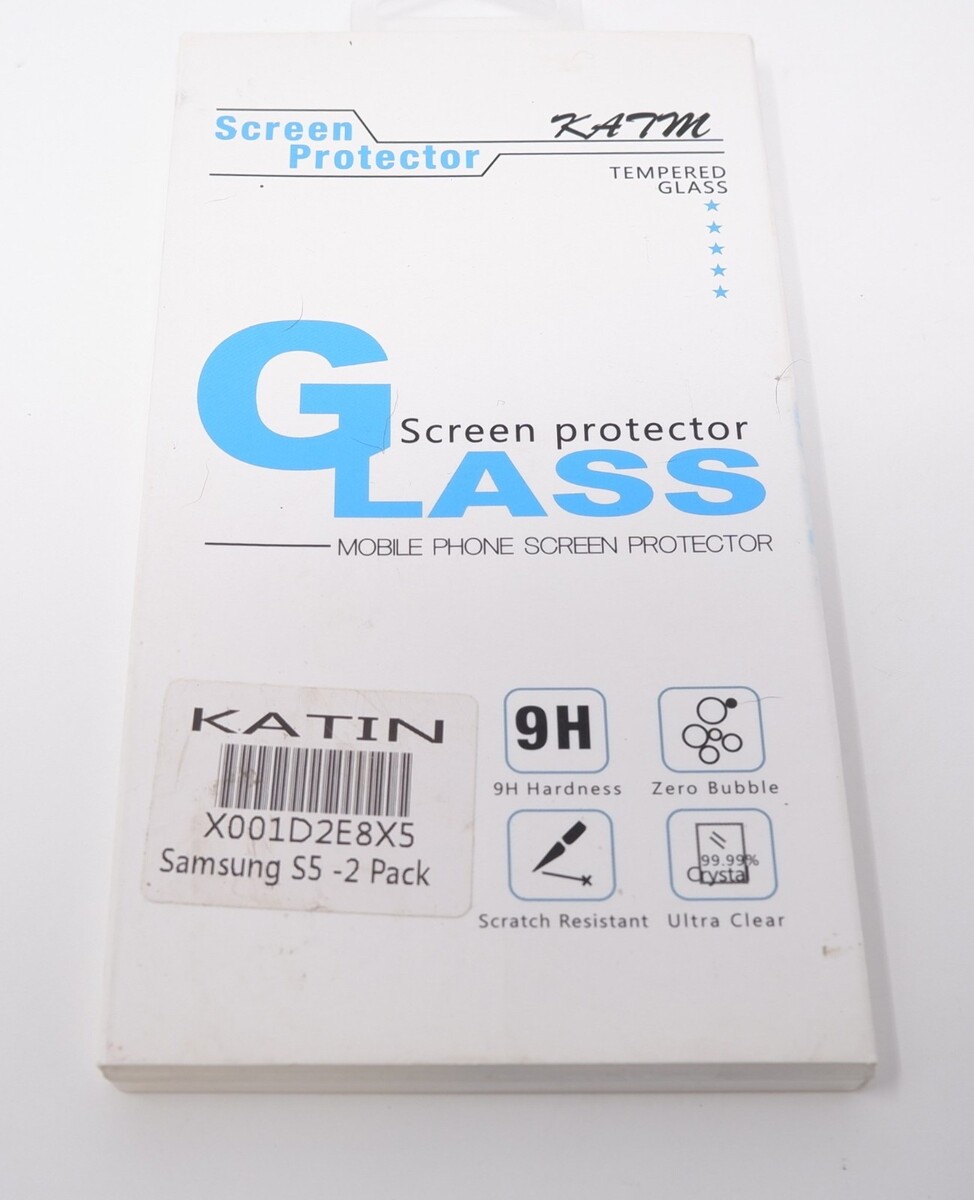 Screen
Protector
KATM
TEMPERED
GLASS
GLASS
Screen protector
MOBILE PHONE SCREEN PROTECTOR
KATIN
X001D2E8X5
Samsung S5 -2 Pack
9H
9H Hardness
Zero Bubble
99.99%
Crystal
Scratch Resistant
Ultra Clear